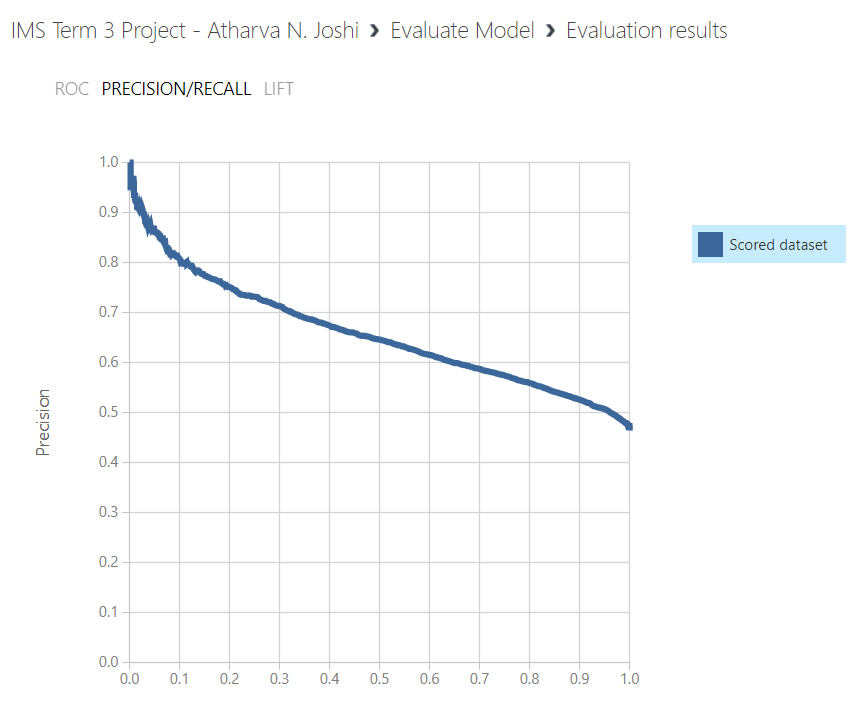 IMS Term 3 Project - Atharva N. Joshi › Evaluate Model › Evaluation results
ROC PRECISION/RECALL LIFT
1.0
0.9
Scored dataset
0.8
0.7
0.6
0.5
Precision
0.4
0.3
0.2
0.1
0.0
0.0 0.1 0.2 0.3 0.4 0.5 0.6 0.7 0.8 0.9 1.0